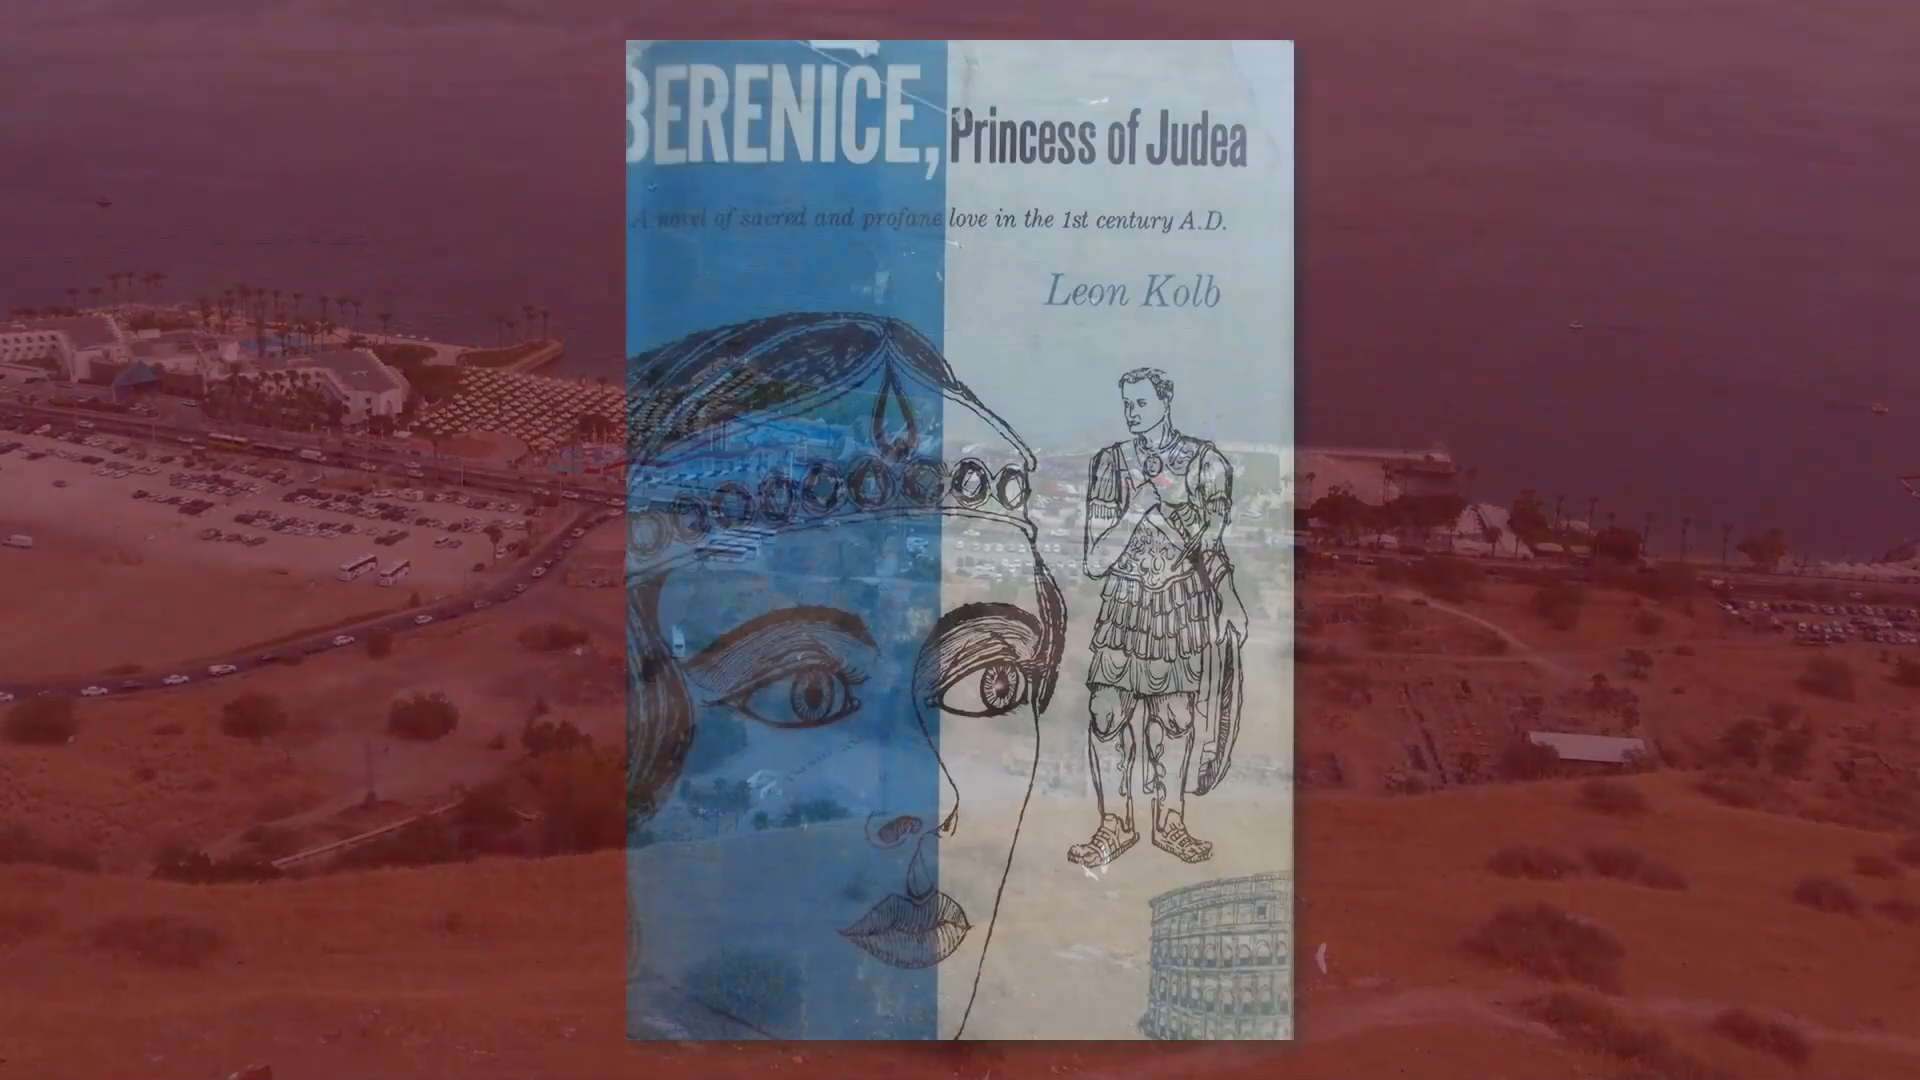 BERENICE, Princess of Judea
A novel of sacred and profane love in the 1st century A.D.
Leon Kolb